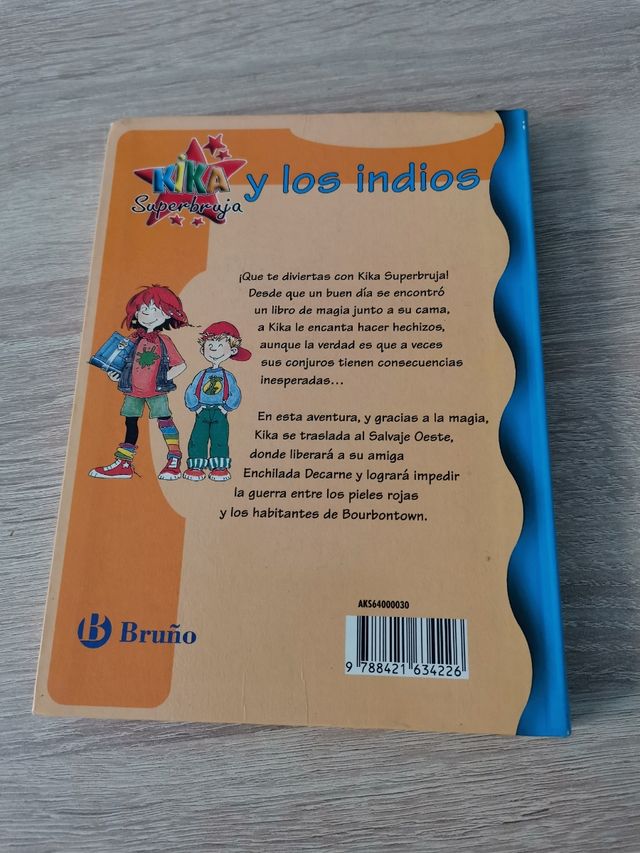 KIKA
Superbruja
y los indios
¡Que te diviertas con Kika Superbruja!
Desde que un buen día se encontró
un libro de magia junto a su cama,
a Kika le encanta hacer hechizos,
aunque la verdad es que a veces
sus conjuros tienen consecuencias
inesperadas...
En esta aventura, y gracias a la magia,
Kika se traslada al Salvaje Oeste,
donde liberará a su amiga
Enchilada Decarne y logrará impedir
la guerra entre los pieles rojas
y los habitantes de Bourbontown.
B Bruño
AKS64000030
9 788421 634226